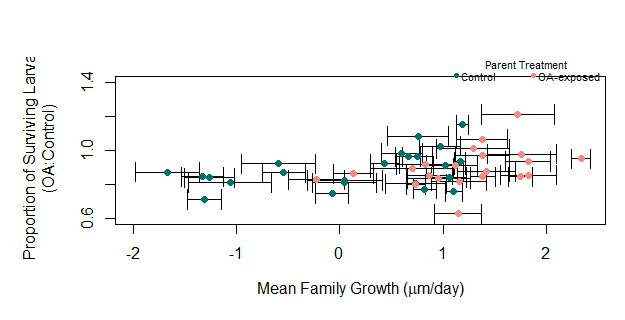 Parent Treatment
Control OA-exposed
Proportion of Surviving Larva
(OA:Control)
1.4
1.0
0.6
-2 -1 0 1 2
Mean Family Growth (μm/day)